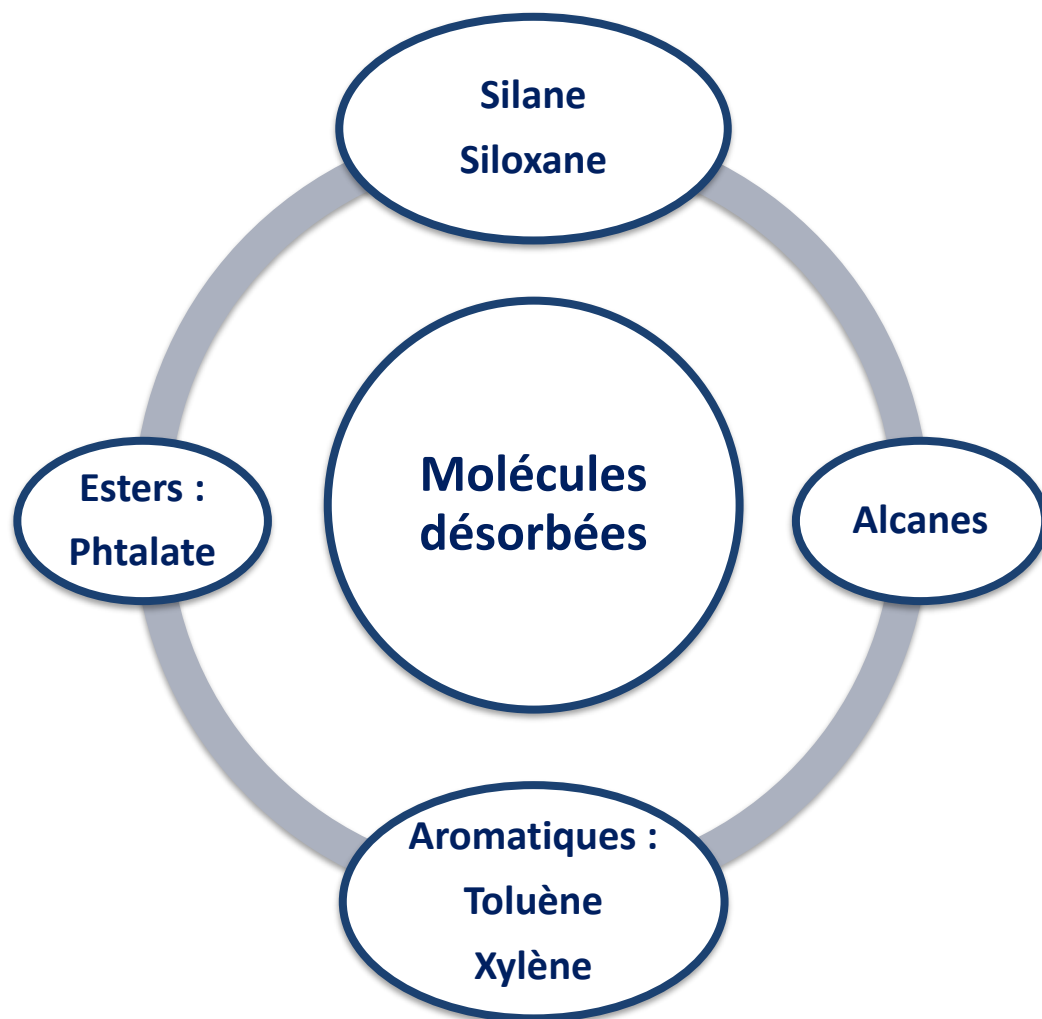 Silane
Siloxane
Molécules
désorbées
Esters :
Phtalate
Alcanes
Aromatiques :
Toluène
Xylène